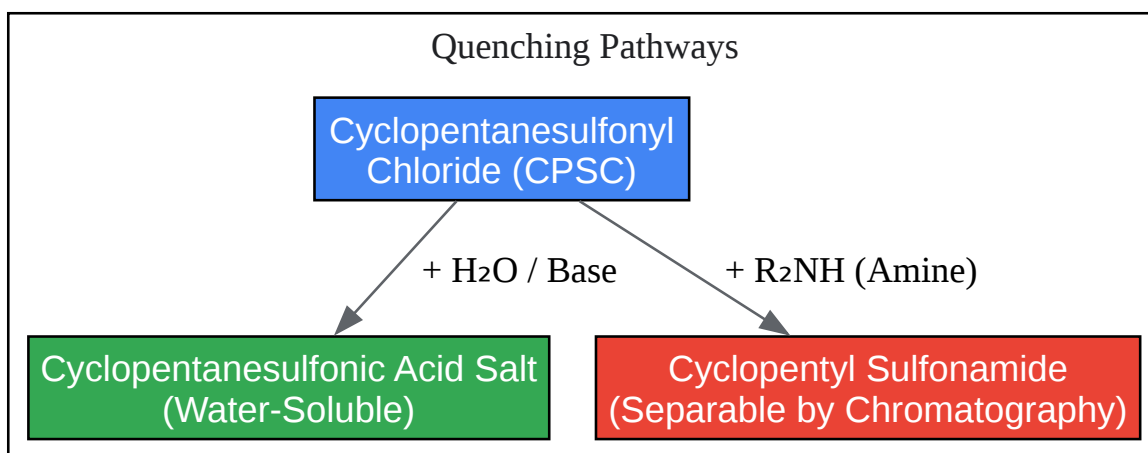 Quenching Pathways
Cyclopentanesulfonyl
Chloride (CPSC)
+ H₂O / Base
+ R₂NH (Amine)
Cyclopentanesulfonic Acid Salt
(Water-Soluble)
Cyclopentyl Sulfonamide
(Separable by Chromatography)